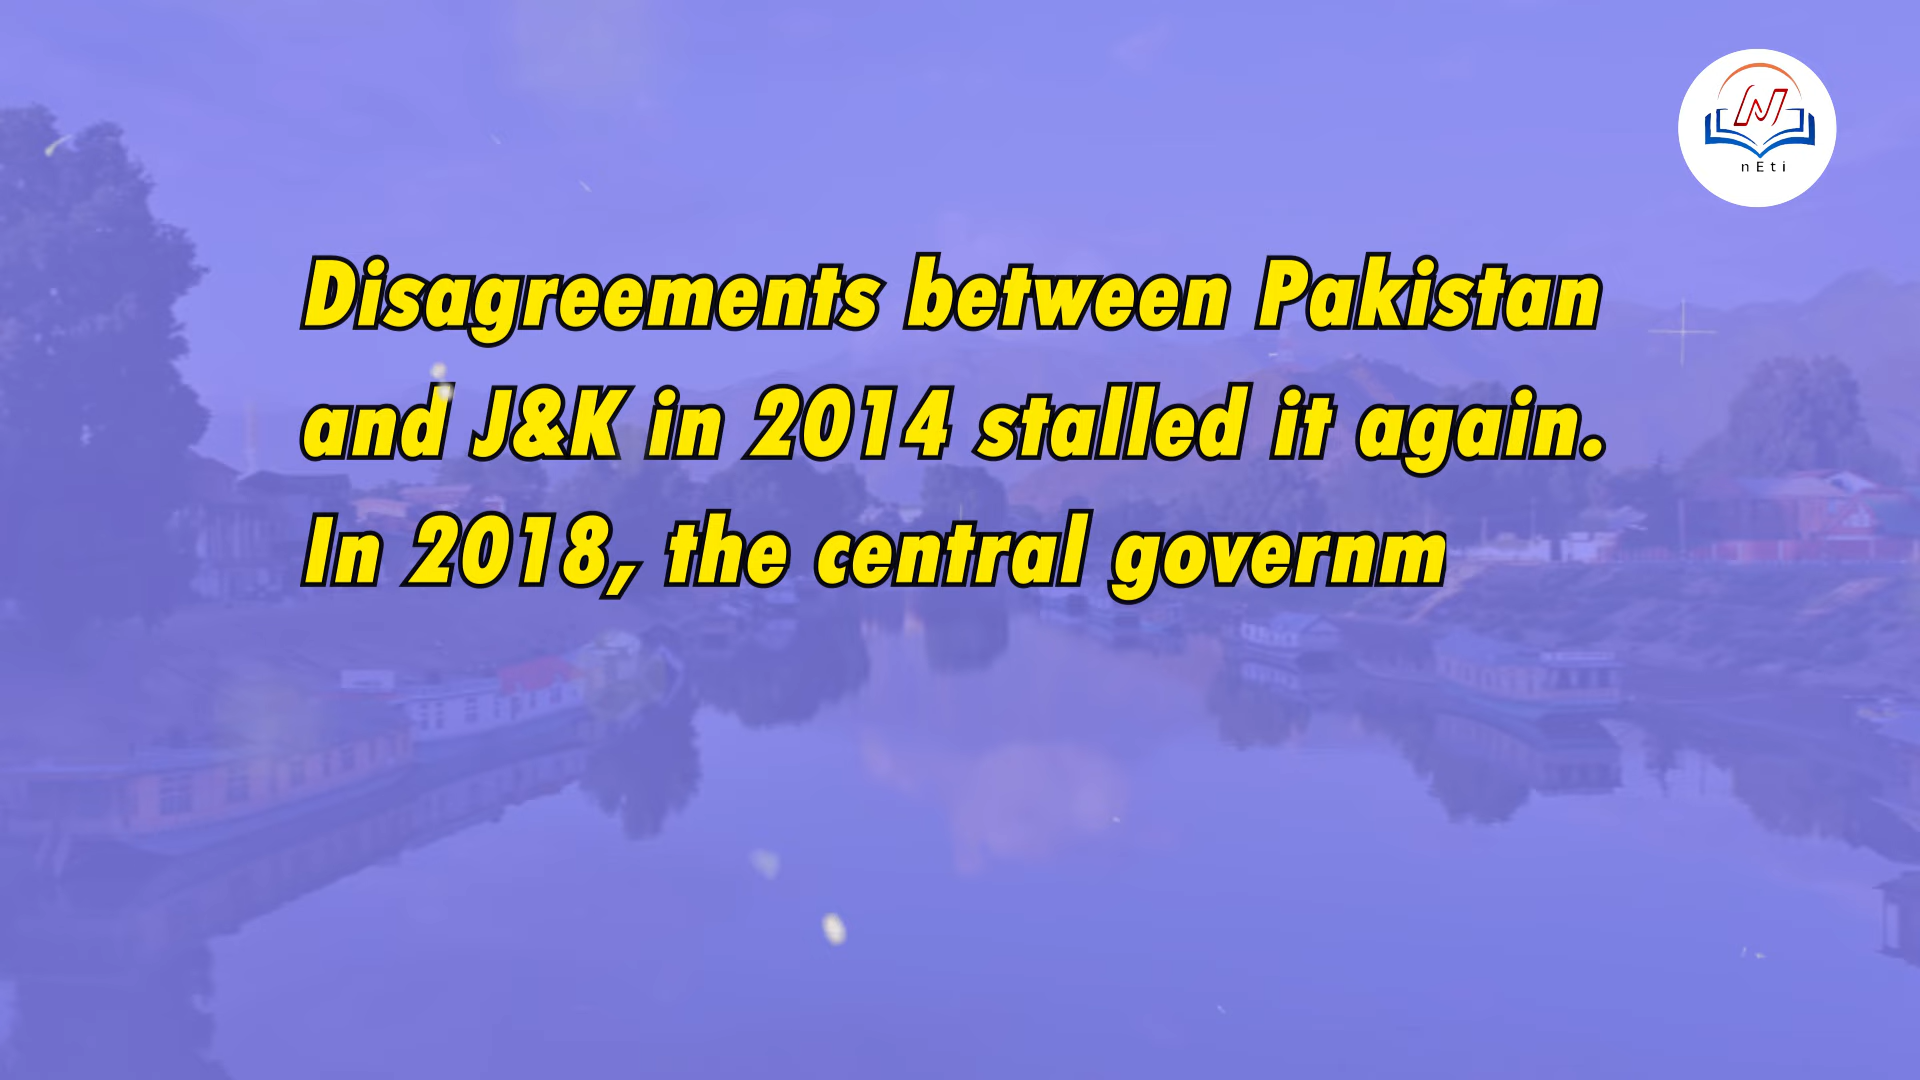 nEti
Disagreements between Pakistan
and J&K in 2014 stalled it again.
In 2018, the central governm